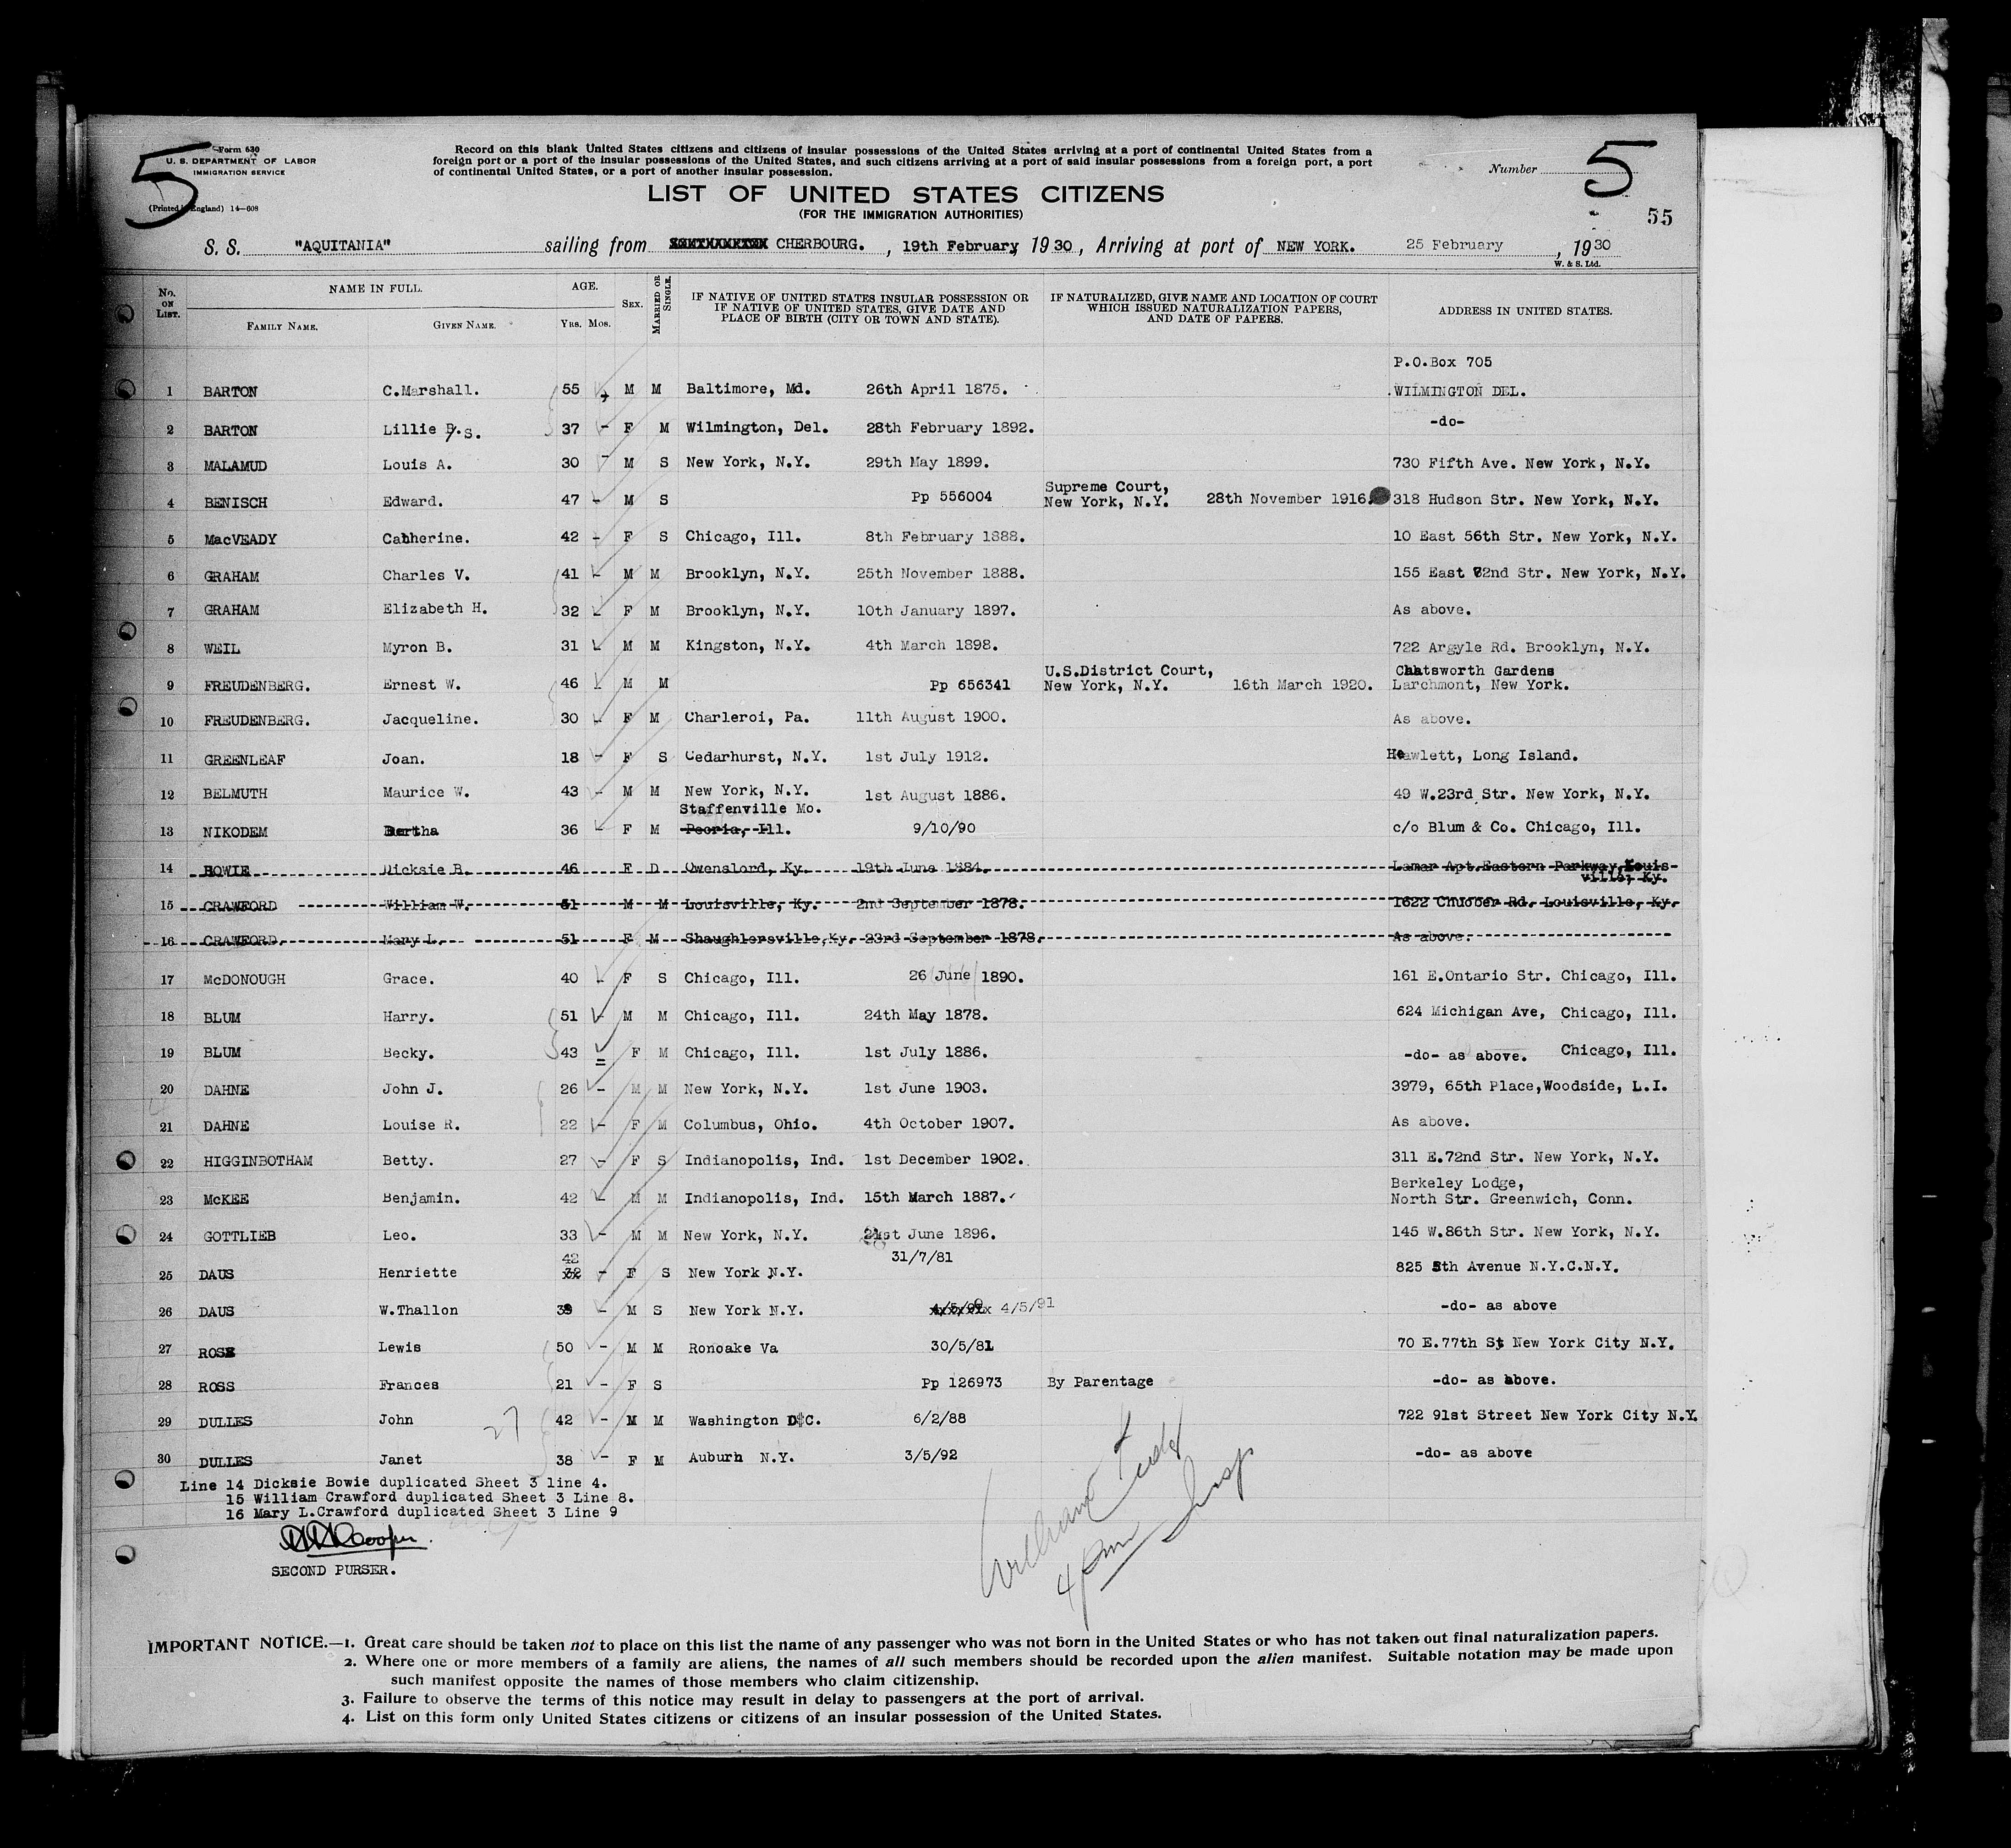 5
Form 630
U. S. DEPARTMENT OF LABOR
IMMIGRATION SERVICE
(Printed in England) 14—608
Record on this blank United States citizens and citizens of insular possessions of the United States arriving at a port of continental United States from a
foreign port or a port of the insular possessions of the United States, and such citizens arriving at a port of said insular possessions from a foreign port, a port
of continental United States, or a port of another insular possession.
Number 5
55
LIST OF UNITED STATES CITIZENS
(FOR THE IMMIGRATION AUTHORITIES)
S. S. "AQUITANIA" sailing from CHERBOURG. , 19th February, 1930, Arriving at port of NEW YORK. 25 February , 1930
W. & S. Ltd.
No. ON LIST. NAME IN FULL. AGE. SEX. MARRIED OR SINGLE. IF NATIVE OF UNITED STATES INSULAR POSSESSION OR IF NATIVE OF UNITED STATES, GIVE DATE AND PLACE OF BIRTH (CITY OR TOWN AND STATE). IF NATURALIZED, GIVE NAME AND LOCATION OF COURT WHICH ISSUED NATURALIZATION PAPERS, AND DATE OF PAPERS. ADDRESS IN UNITED STATES.
FAMILY NAME. GIVEN NAME. YRS. MOS.
P.O.Box 705
1 BARTON C.Marshall. 55 M M Baltimore, Md. 26th April 1875. WILMINGTON DEL.
2 BARTON Lillie S. 37 - F M Wilmington, Del. 28th February 1892. -do-
3 MALAMUD Louis A. 30 - M S New York, N.Y. 29th May 1899. 730 Fifth Ave. New York, N.Y.
4 BENISCH Edward. 47 - M S Pp 556004 Supreme Court, New York, N.Y. 28th November 1916. 318 Hudson Str. New York, N.Y.
5 MacVEADY Catherine. 42 - F S Chicago, Ill. 8th February 1888. 10 East 56th Str. New York, N.Y.
6 GRAHAM Charles V. 41 - M M Brooklyn, N.Y. 25th November 1888. 155 East 72nd Str. New York, N.Y.
7 GRAHAM Elizabeth H. 32 - F M Brooklyn, N.Y. 10th January 1897. As above.
8 WEIL Myron B. 31 - M M Kingston, N.Y. 4th March 1898. 722 Argyle Rd. Brooklyn, N.Y.
9 FREUDENBERG. Ernest W. 46 - M M Pp 656341 U.S.District Court, New York, N.Y. 16th March 1920. Chatsworth Gardens Larchmont, New York.
10 FREUDENBERG. Jacqueline. 30 - F M Charleroi, Pa. 11th August 1900. As above.
11 GREENLEAF Joan. 18 - F S Cedarhurst, N.Y. 1st July 1912. Hewlett, Long Island.
12 BELMUTH Maurice W. 43 - M M New York, N.Y. 1st August 1886. 49 W.23rd Str. New York, N.Y.
Staffenville Mo.
13 NIKODEM Bertha 36 - F M Peoria, Ill. 9/10/90 c/o Blum & Co. Chicago, Ill.
14 BOWIE Dicksie B. 46 F D Owenslord, Ky. 19th June 1884. Lamar Apt.Eastern Parkway,Louis-
ville, Ky.
15 CRAWFORD William W. 51 M M Louisville, Ky. 2nd September 1878. 1622 Rd. Louisville, Ky.
16 CRAWFORD. Mary L. 51 F M Shaughlersville,Ky. 23rd September 1878. As above.
17 McDONOUGH Grace. 40 - F S Chicago, Ill. 26 June 1890. 161 E.Ontario Str. Chicago, Ill.
18 BLUM Harry. 51 - M M Chicago, Ill. 24th May 1878. 624 Michigan Ave, Chicago, Ill.
19 BLUM Becky. 43 = F M Chicago, Ill. 1st July 1886. -do- as above. Chicago, Ill.
20 DAHNE John J. 26 - M M New York, N.Y. 1st June 1903. 3979, 65th Place,Woodside, L.I.
21 DAHNE Louise R. 22 - F M Columbus, Ohio. 4th October 1907. As above.
22 HIGGINBOTHAM Betty. 27 - F S Indianopolis, Ind. 1st December 1902. 311 E.72nd Str. New York, N.Y.
23 McKEE Benjamin. 42 - M M Indianopolis, Ind. 15th March 1887. Berkeley Lodge, North Str. Greenwich, Conn.
24 GOTTLIEB Leo. 33 - M M New York, N.Y. 21st June 1896. 145 W.86th Str. New York, N.Y.
42 31/7/81
25 DAUS Henriette 32 - F S New York N.Y. 825 5th Avenue N.Y.C.N.Y.
26 DAUS W.Thallon 38 - M S New York N.Y. 4/5/91 -do- as above
27 ROSS Lewis 50 - M M Ronoake Va 30/5/81 70 E.77th St New York City N.Y.
28 ROSS Frances 21 - F S Pp 126973 By Parentage -do- as above.
29 DULLES John 42 - M M Washington D.C. 6/2/88 722 91st Street New York City N.Y.
27
30 DULLES Janet 38 - F M Auburn N.Y. 3/5/92 -do- as above
Line 14 Dicksie Bowie duplicated Sheet 3 line 4.
15 William Crawford duplicated Sheet 3 Line 8.
16 Mary L.Crawford duplicated Sheet 3 Line 9
Cooper.
SECOND PURSER.
William Insp
4 pm
IMPORTANT NOTICE.—1. Great care should be taken not to place on this list the name of any passenger who was not born in the United States or who has not taken out final naturalization papers.
2. Where one or more members of a family are aliens, the names of all such members should be recorded upon the alien manifest. Suitable notation may be made upon
such manifest opposite the names of those members who claim citizenship.
3. Failure to observe the terms of this notice may result in delay to passengers at the port of arrival.
4. List on this form only United States citizens or citizens of an insular possession of the United States.